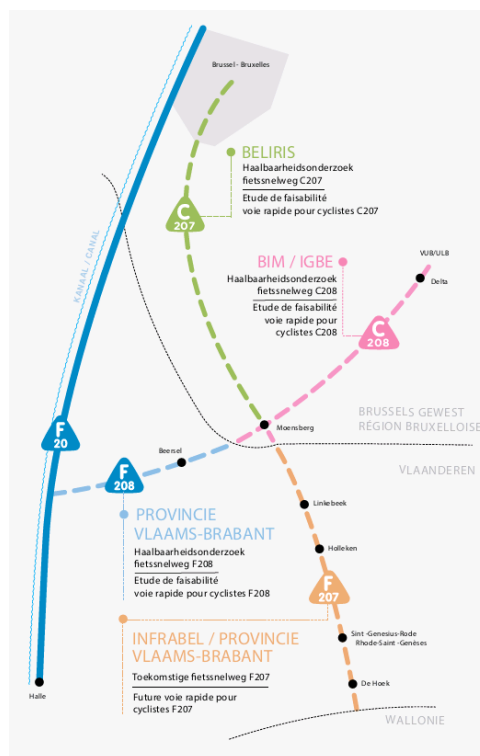 Brussel - Bruxelles
BELIRIS
Haalbaarheidsonderzoek
fietssnelweg C207
Etude de faisabilité
voie rapide pour cyclistes C207
C
207
KANAAL / CANAL
BIM / IGBE
Haalbaarheidsonderzoek
fietssnelweg C208
Etude de faisabilité
voie rapide pour
cyclistes C208
VUB/ULB
Delta
C
208
BRUSSELS GEWEST
RÉGION BRUXELLOISE
Moensberg
F
20
Beersel
VLAANDEREN
F
208
Linkebeek
PROVINCIE
VLAAMS-BRABANT
Haalbaarheidsonderzoek
fietssnelweg F208
Etude de faisabilité
voie rapide pour cyclistes F208
Holleken
F
207
INFRABEL / PROVINCIE
VLAAMS-BRABANT
Toekomstige fietssnelweg F207
Future voie rapide pour
cyclistes F207
Sint -Genesius-Rode
Rhode-Saint -Genèses
De Hoek
Halle
WALLONIE